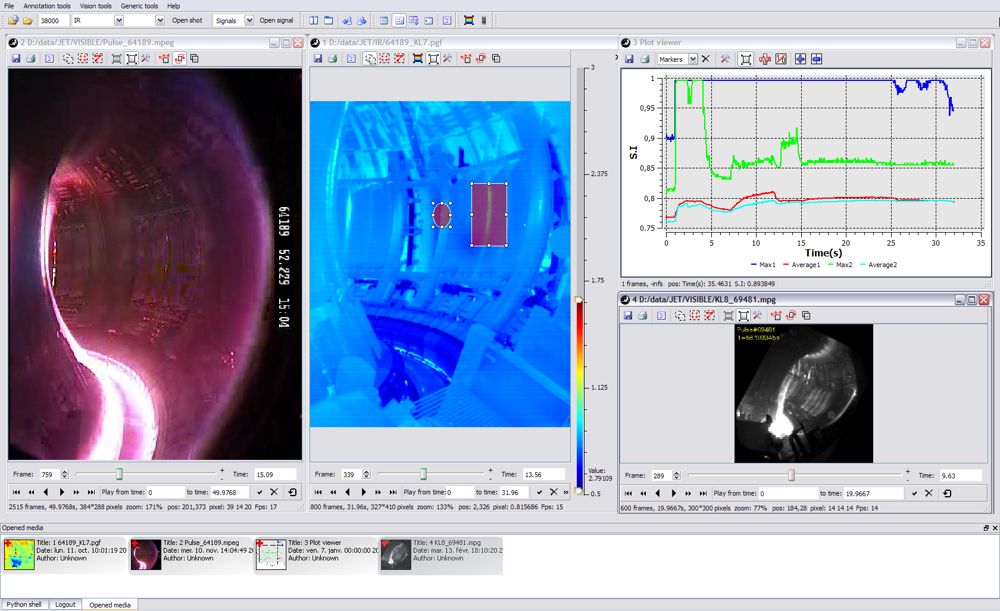 File Annotation tools Vision tools Generic tools Help
38000 IR Open shot Signals Open signal
2 D:/data/JET/VISIBLE/Pulse_64189.mpeg
64189 52.229 15:04
Frame: 759 + - Time: 15.09
Play from time: 0 to time: 49.9768
2515 frames, 49.9768s, 384*288 pixels zoom: 171% pos: 201,373 pixel: 39 14 20 Fps: 17
1 D:/data/JET/IR/64189_KL7.pgf
3
2.375
1.75
1.125
Value:
2.79109
0.5
Frame: 339 + - Time: 13.56
Play from time: 0 to time: 31.96 »
800 frames, 31.96s, 327*410 pixels zoom: 133% pos: 2,326 pixel: 0.815686 Fps: 15
3 Plot viewer
Markers
1
0,95
0,9
0,85
0,8
0.75
S.I
0 5 10 15 20 25 30 35
Time(s)
Max1 Average1 Max2 Average2
1 frames, -infs pos: Time(s): 35.4631 S.I: 0.893849
4 D:/data/JET/VISIBLE/KL8_69481.mpg
Pulse#69481
t=58.193345s
Frame: 289 + - Time: 9.63
Play from time: 0 to time: 19.9667
600 frames, 19.9667s, 300*300 pixels zoom: 77% pos: 184,28 pixel: 14 14 14 Fps: 14
Opened media
Title: 1 64189_KL7.pgf
Date: lun. 11. oct. 10:01:19 20
Author: Unknown
Title: 2 Pulse_64189.mpeg
Date: mer. 10. nov. 14:04:49 2
Author: Unknown
Title: 3 Plot viewer
Date: ven. 7. janv. 00:00:00 20
Author: Unknown
Title: 4 KL8_69481.mpg
Date: mar. 13. févr. 18:10:20 2
Author: Unknown
Python shell Logout Opened media